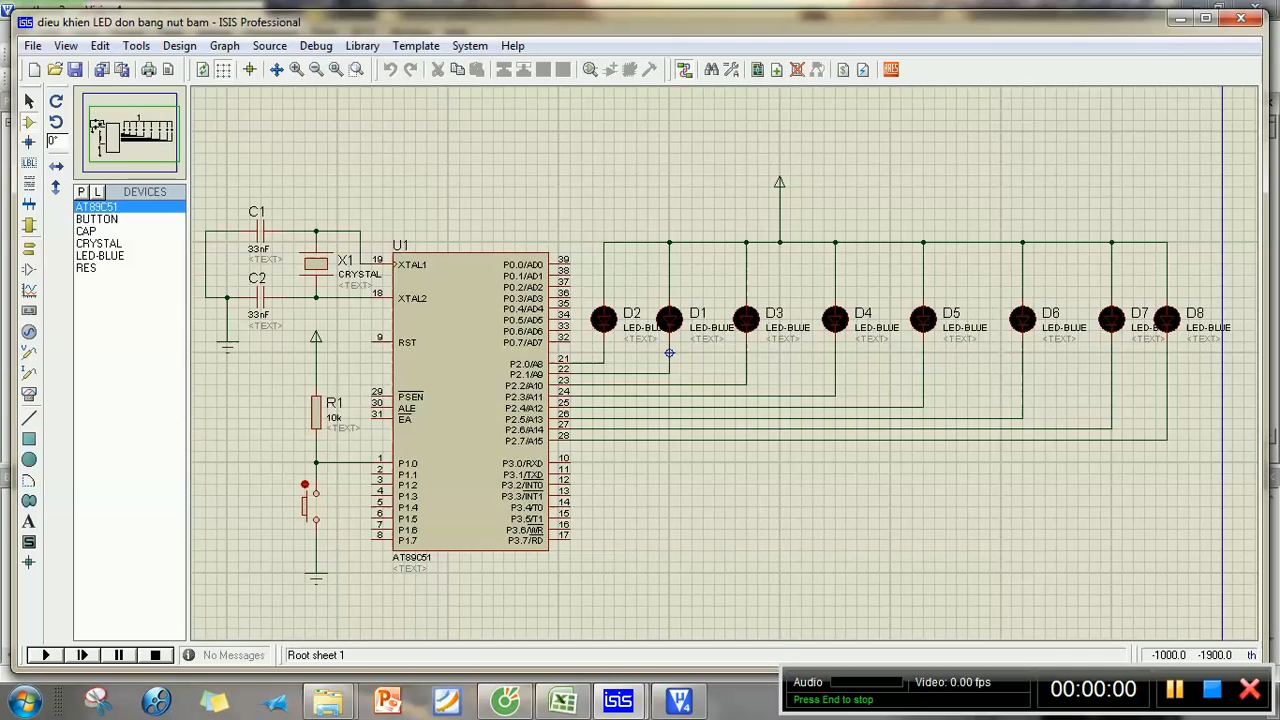 dieu khien LED don bang nut bam - ISIS Professional
File View Edit Tools Design Graph Source Debug Library Template System Help
ARES
LBL
0°
P L DEVICES
AT89C51
BUTTON
CAP
CRYSTAL
LED-BLUE
RES
C1
33nF
<TEXT>
C2
33nF
<TEXT>
X1
CRYSTAL
<TEXT>
R1
10k
<TEXT>
U1
19 XTAL1
18 XTAL2
9 RST
29 PSEN
30 ALE
31 EA
1 P1.0
2 P1.1
3 P1.2
4 P1.3
5 P1.4
6 P1.5
7 P1.6
8 P1.7
P0.0/AD0 39
P0.1/AD1 38
P0.2/AD2 37
P0.3/AD3 36
P0.4/AD4 35
P0.5/AD5 34
P0.6/AD6 33
P0.7/AD7 32
P2.0/A8 21
P2.1/A9 22
P2.2/A10 23
P2.3/A11 24
P2.4/A12 25
P2.5/A13 26
P2.6/A14 27
P2.7/A15 28
P3.0/RXD 10
P3.1/TXD 11
P3.2/INT0 12
P3.3/INT1 13
P3.4/T0 14
P3.5/T1 15
P3.6/WR 16
P3.7/RD 17
AT89C51
<TEXT>
D2 D1 D3 D4 D5 D6 D7 D8
LED-BL LED-BLUE LED-BLUE LED-BLUE LED-BLUE LED-BLUE LED-B LED-BLUE
<TEXT> <TEXT> <TEXT> <TEXT> <TEXT> <TEXT> <TEXT> <TEXT>
No Messages Root sheet 1 -1000.0 -1900.0 th
Audio Video: 0.00 fps
Press End to stop
00:00:00
isis
4